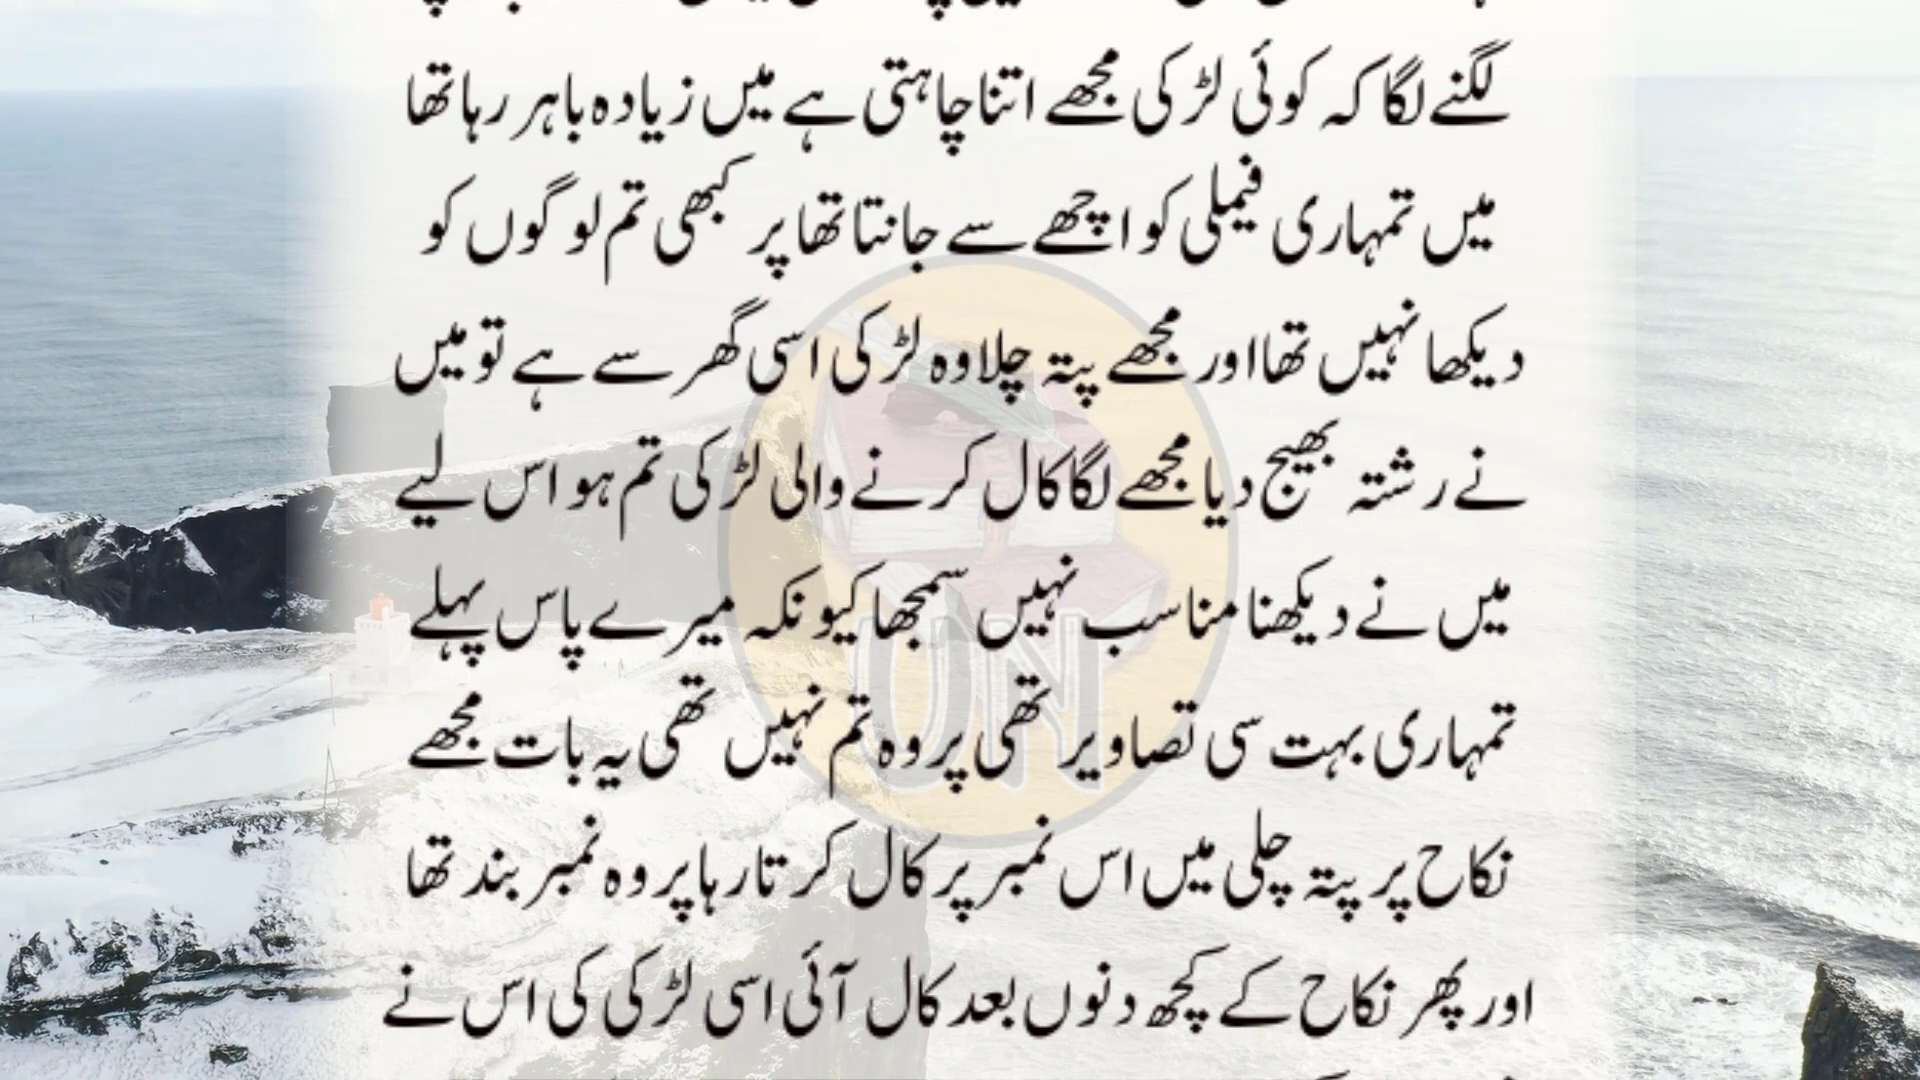 لگنے لگا کہ کوئی لڑکی مجھے اتنا چاہتی ہے میں زیادہ باہر رہا تھا
میں تمہاری فیملی کو اچھے سے جانتا تھا پر کبھی تم لوگوں کو
دیکھا نہیں تھا اور مجھے پتہ چلا وہ لڑکی اسی گھر سے ہے تو میں
نے رشتہ بھیج دیا مجھے لگا کال کرنے والی لڑکی تم ہو اس لیے
میں نے دیکھنا مناسب نہیں سمجھا کیونکہ میرے پاس پہلے
تمہاری بہت سی تصاویر تھی پر وہ تم نہیں تھی یہ بات مجھے
نکاح پر پتہ چلی میں اس نمبر پر کال کرتا رہا پر وہ نمبر بند تھا
اور پھر نکاح کے کچھ دنوں بعد کال آئی اسی لڑکی کی اس نے
UN